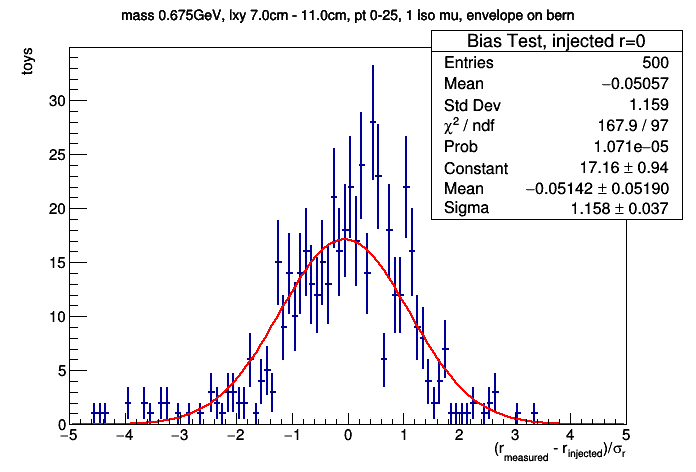 mass 0.675GeV, lxy 7.0cm - 11.0cm, pt 0-25, 1 Iso mu, envelope on bern
Bias Test, injected r=0
Entries 500
Mean −0.05057
Std Dev 1.159
χ² / ndf 167.9 / 97
Prob 1.071e−05
Constant 17.16 ± 0.94
Mean −0.05142 ± 0.05190
Sigma 1.158 ± 0.037
toys
30
25
20
15
10
5
0
−5 −4 −3 −2 −1 0 1 2 3 4 5
(r_measured - r_injected)/σ_r